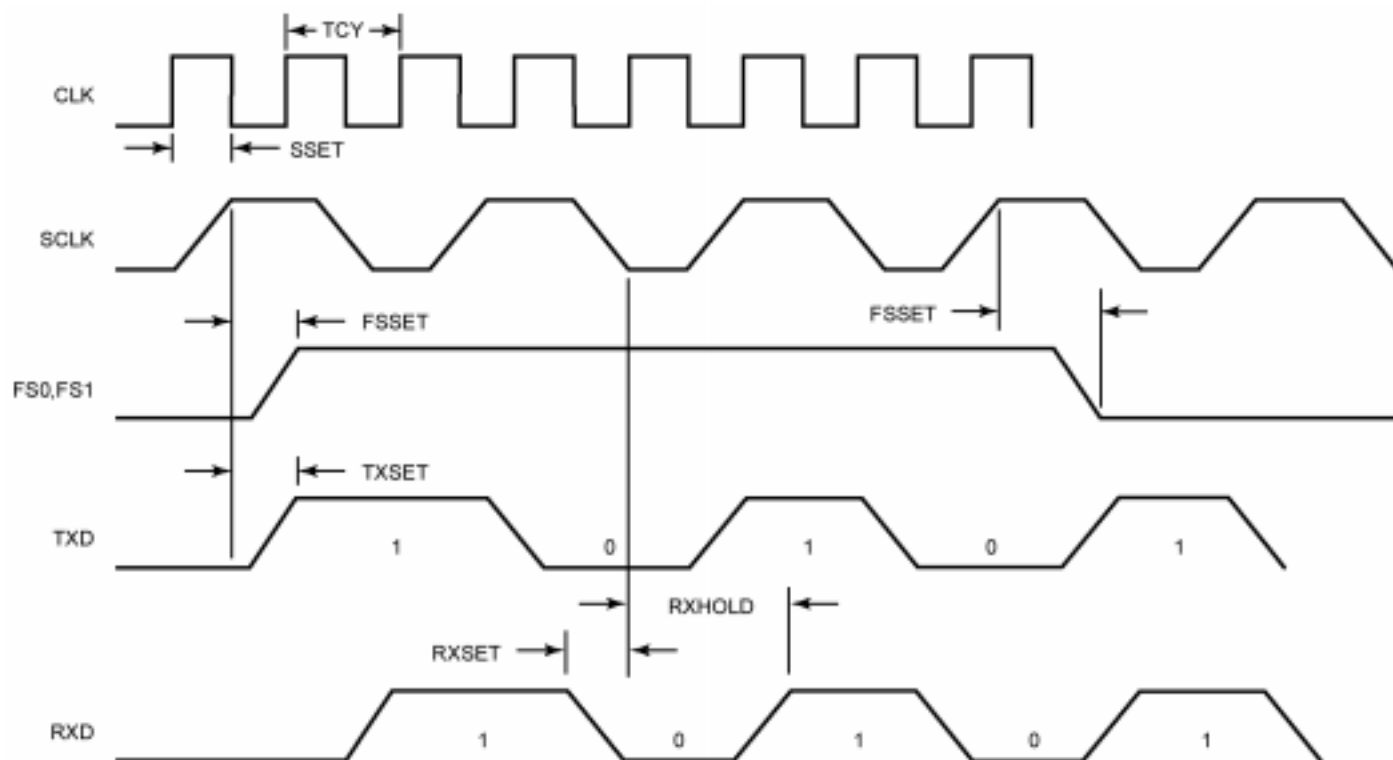 TCY
CLK
SSET
SCLK
FSSET
FSSET
FS0,FS1
TXSET
TXD
1
0
1
0
1
RXHOLD
RXSET
RXD
1
0
1
0
1